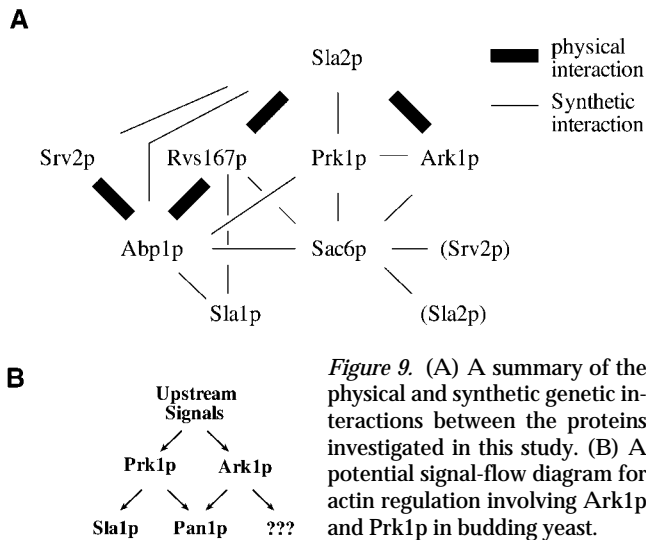 A
Sla2p
physical
interaction
Synthetic
interaction
Srv2p
Rvs167p
Prk1p
Ark1p
Abp1p
Sac6p
(Srv2p)
Sla1p
(Sla2p)
B
Upstream
Signals
Prk1p
Ark1p
Sla1p
Pan1p
???
Figure 9. (A) A summary of the
physical and synthetic genetic in-
teractions between the proteins
investigated in this study. (B) A
potential signal-flow diagram for
actin regulation involving Ark1p
and Prk1p in budding yeast.